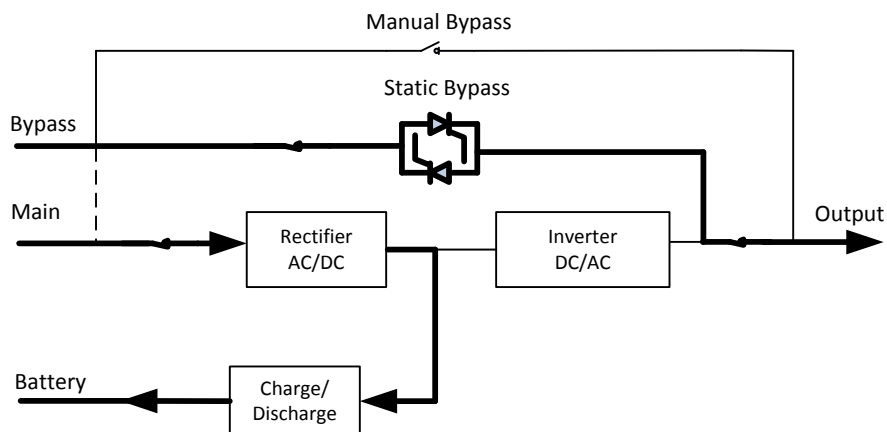 Manual Bypass
Static Bypass
Bypass
Main
Rectifier
AC/DC
Inverter
DC/AC
Output
Battery
Charge/
Discharge